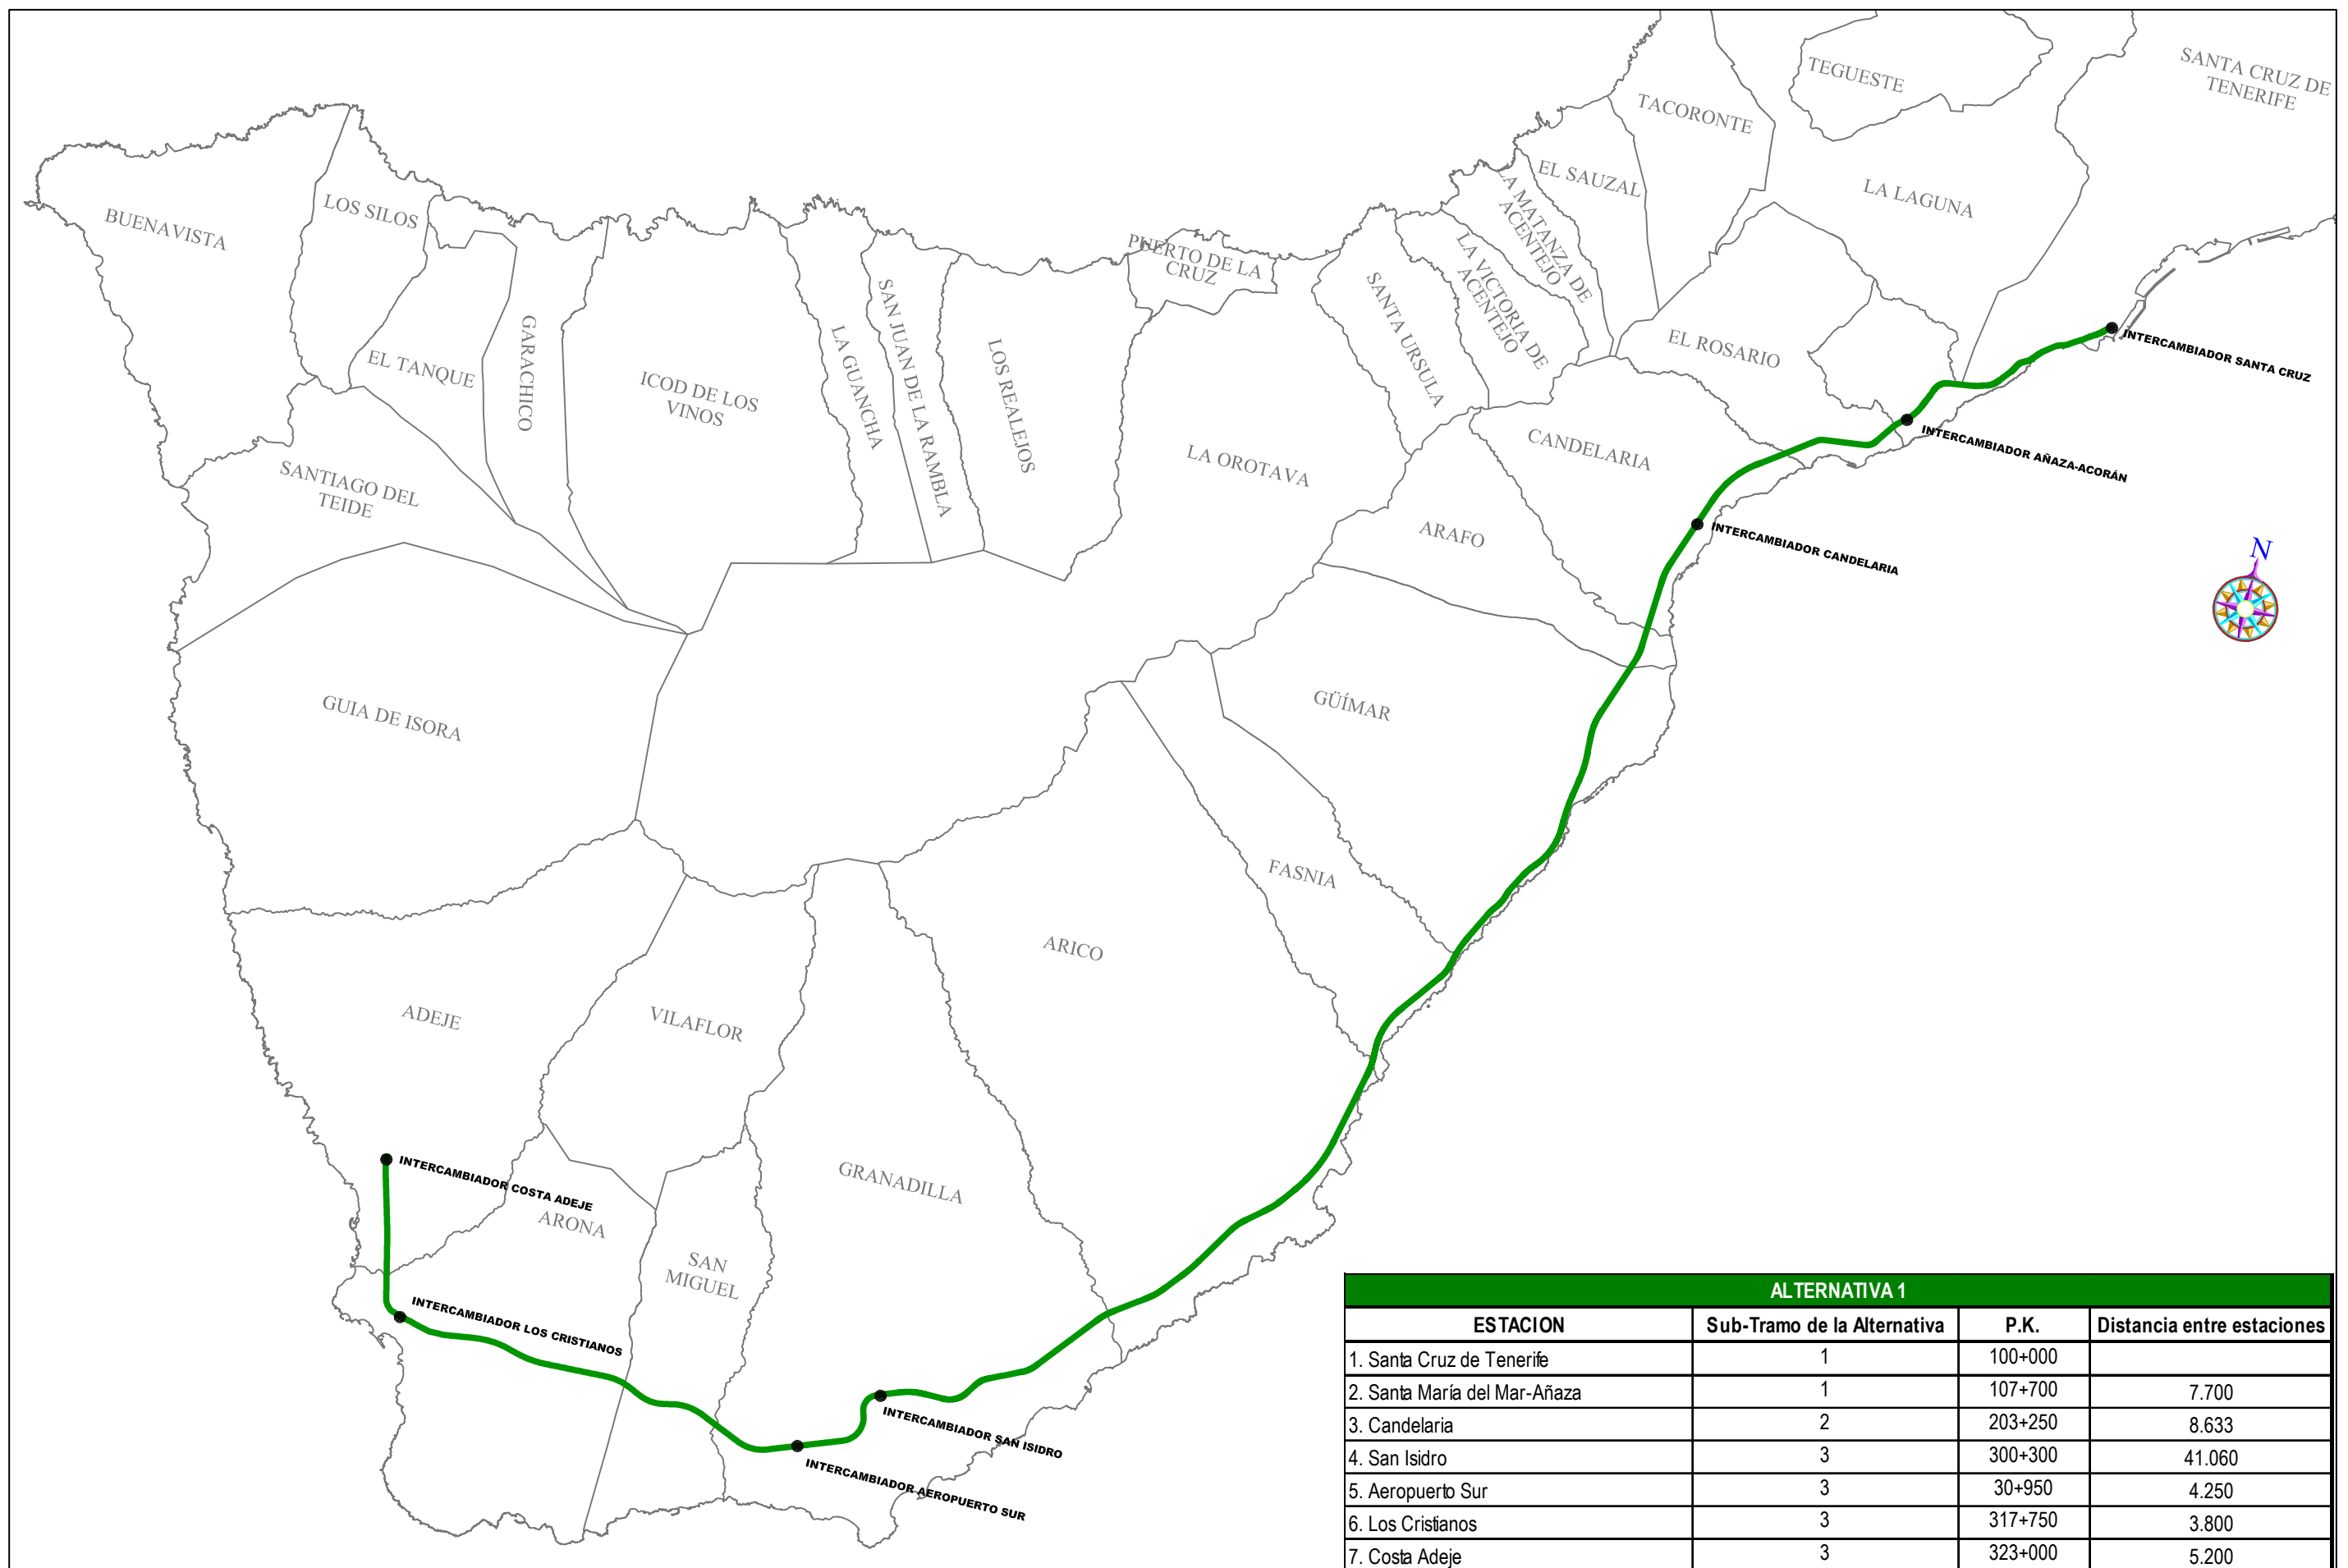 SANTA CRUZ DE
TENERIFE
TEGUESTE
TACORONTE
EL SAUZAL
LA LAGUNA
LA MATANZA DE
ACENTEJO
LA VICTORIA DE
ACENTEJO
SANTA URSULA
EL ROSARIO
BUENAVISTA
LOS SILOS
PUERTO DE LA
CRUZ
EL TANQUE
GARACHICO
ICOD DE LOS
VINOS
LA GUANCHA
SAN JUAN DE LA RAMBLA
LOS REALEJOS
LA OROTAVA
CANDELARIA
ARAFO
SANTIAGO DEL
TEIDE
GUIA DE ISORA
GÜÍMAR
FASNIA
ARICO
ADEJE
VILAFLOR
GRANADILLA
ARONA
SAN
MIGUEL
INTERCAMBIADOR SANTA CRUZ
INTERCAMBIADOR AÑAZA-ACORÁN
INTERCAMBIADOR CANDELARIA
N
INTERCAMBIADOR COSTA ADEJE
INTERCAMBIADOR LOS CRISTIANOS
INTERCAMBIADOR SAN ISIDRO
INTERCAMBIADOR AEROPUERTO SUR
ALTERNATIVA 1
ESTACION Sub-Tramo de la Alternativa P.K. Distancia entre estaciones
1. Santa Cruz de Tenerife 1 100+000
2. Santa María del Mar-Añaza 1 107+700 7.700
3. Candelaria 2 203+250 8.633
4. San Isidro 3 300+300 41.060
5. Aeropuerto Sur 3 30+950 4.250
6. Los Cristianos 3 317+750 3.800
7. Costa Adeje 3 323+000 5.200